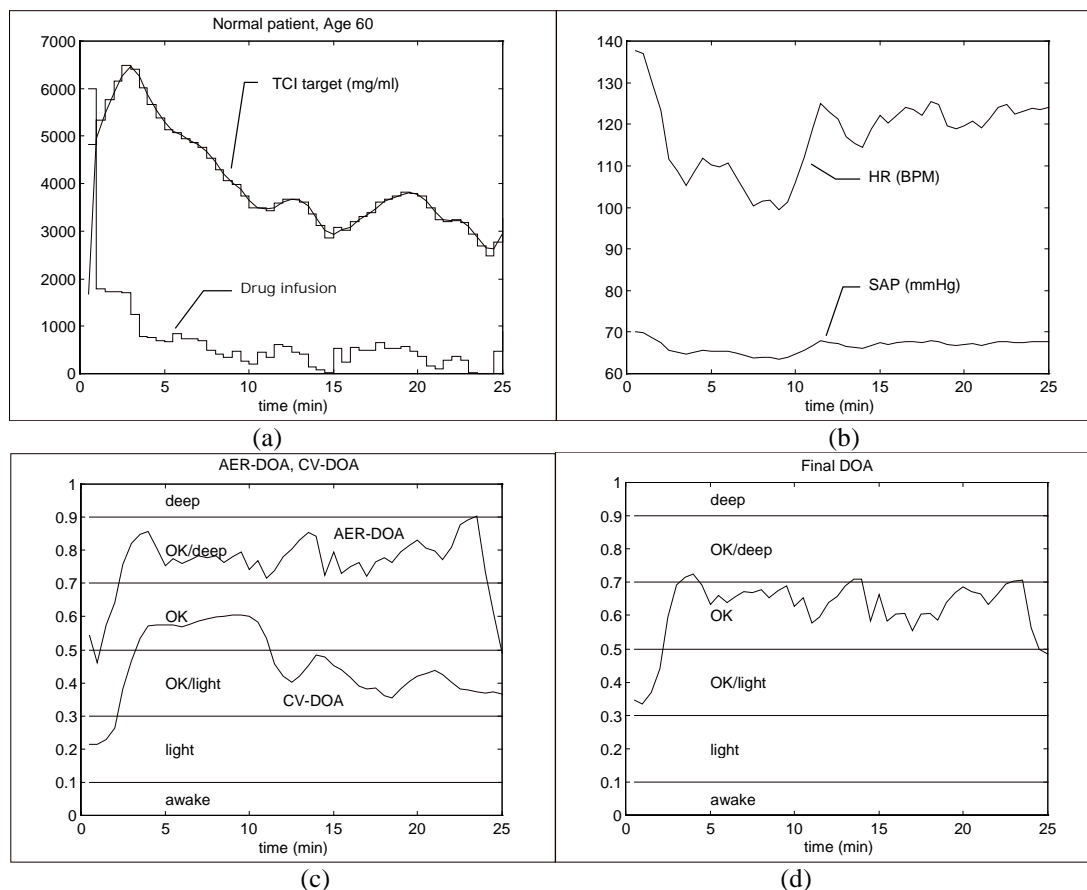 Normal patient, Age 60
7000
6000
5000
4000
3000
2000
1000
0
TCI target (mg/ml)
Drug infusion
0 5 10 15 20 25
time (min)
(a)
140
130
120
110
100
90
80
70
60
HR (BPM)
SAP (mmHg)
0 5 10 15 20 25
time (min)
(b)
AER-DOA, CV-DOA
1
0.9
0.8
0.7
0.6
0.5
0.4
0.3
0.2
0.1
0
deep
AER-DOA
OK/deep
OK
OK/light
CV-DOA
light
awake
0 5 10 15 20 25
time (min)
(c)
Final DOA
1
0.9
0.8
0.7
0.6
0.5
0.4
0.3
0.2
0.1
0
deep
OK/deep
OK
OK/light
light
awake
0 5 10 15 20 25
time (min)
(d)